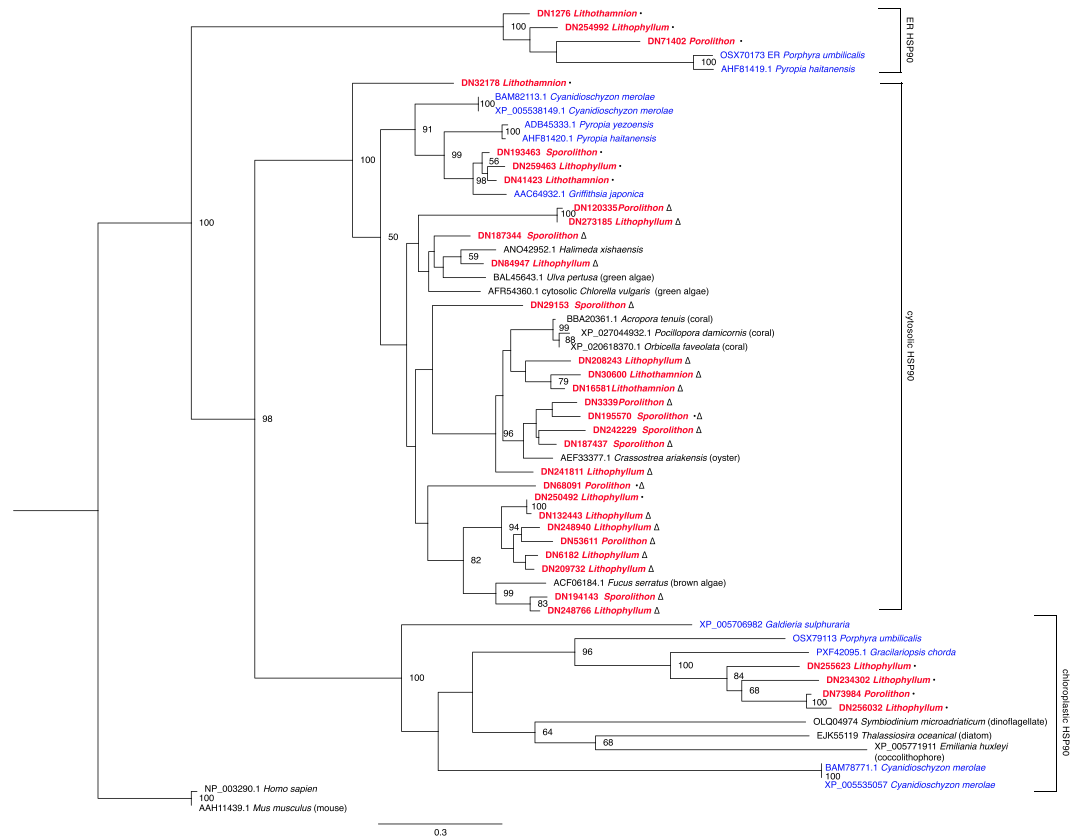 DN1276 Lithothamnion •
100
DN254992 Lithophyllum •
DN71402 Porolithon •
OSX70173 ER Porphyra umbilicalis
100
AHF81419.1 Pyropia haitanensis
ER HSP90
DN32178 Lithothamnion •
BAM82113.1 Cyanidioschyzon merolae
100
XP_005538149.1 Cyanidioschyzon merolae
91
ADB45333.1 Pyropia yezoensis
100
AHF81420.1 Pyropia haitanensis
99
DN193463 Sporolithon •
56
DN259463 Lithophyllum •
98
DN41423 Lithothamnion •
AAC64932.1 Griffithsia japonica
100
DN120335Porolithon Δ
100
DN273185 Lithophyllum Δ
100
50
DN187344 Sporolithon Δ
ANO42952.1 Halimeda xishaensis
59
DN84947 Lithophyllum Δ
BAL45643.1 Ulva pertusa (green algae)
AFR54360.1 cytosolic Chlorella vulgaris (green algae)
DN29153 Sporolithon Δ
BBA20361.1 Acropora tenuis (coral)
99
XP_027044932.1 Pocillopora damicornis (coral)
88
XP_020618370.1 Orbicella faveolata (coral)
cytosolic HSP90
DN208243 Lithophyllum Δ
DN30600 Lithothamnion Δ
79
DN16581Lithothamnion Δ
DN3339Porolithon Δ
DN195570 Sporolithon •Δ
98
DN242229 Sporolithon Δ
96
DN187437 Sporolithon Δ
AEF33377.1 Crassostrea ariakensis (oyster)
DN241811 Lithophyllum Δ
DN68091 Porolithon •Δ
DN250492 Lithophyllum •
100
DN132443 Lithophyllum Δ
94
DN248940 Lithophyllum Δ
DN53611 Porolithon Δ
82
DN6182 Lithophyllum Δ
DN209732 Lithophyllum Δ
ACF06184.1 Fucus serratus (brown algae)
99
DN194143 Sporolithon Δ
83
DN248766 Lithophyllum Δ
XP_005706982 Galdieria sulphuraria
OSX79113 Porphyra umbilicalis
96
PXF42095.1 Gracilariopsis chorda
100
DN255623 Lithophyllum •
84
DN234302 Lithophyllum •
100
68
DN73984 Porolithon •
100
DN256032 Lithophyllum •
chloroplastic HSP90
OLQ04974 Symbiodinium microadriaticum (dinoflagellate)
64
EJK55119 Thalassiosira oceanical (diatom)
68
XP_005771911 Emiliania huxleyi
(coccolithophore)
BAM78771.1 Cyanidioschyzon merolae
100
XP_005535057 Cyanidioschyzon merolae
NP_003290.1 Homo sapien
100
AAH11439.1 Mus musculus (mouse)
0.3